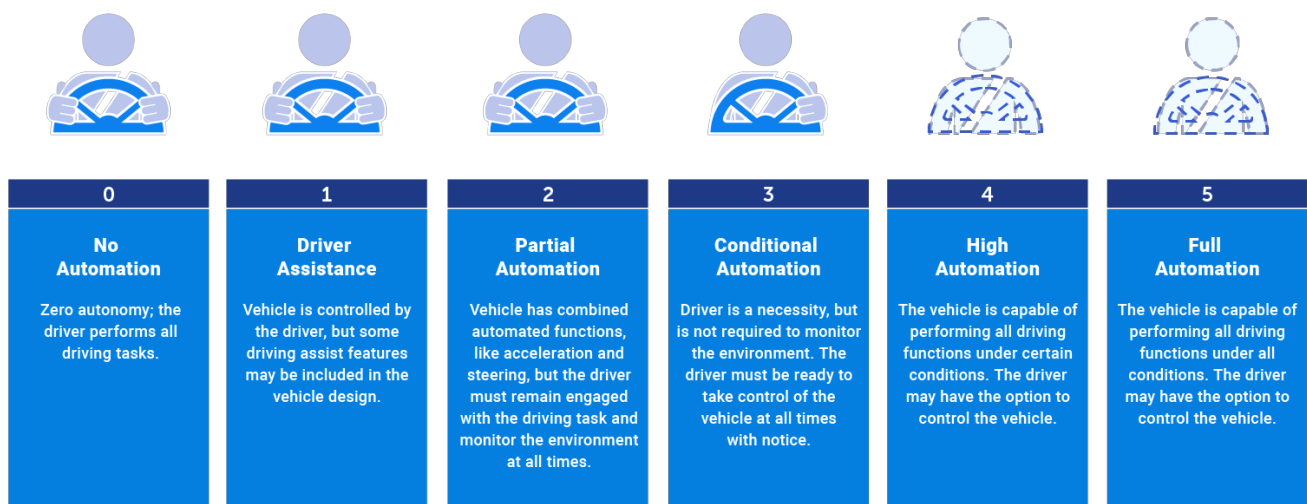 0
No
Automation
Zero autonomy; the
driver performs all
driving tasks.
1
Driver
Assistance
Vehicle is controlled by
the driver, but some
driving assist features
may be included in the
vehicle design.
2
Partial
Automation
Vehicle has combined
automated functions,
like acceleration and
steering, but the driver
must remain engaged
with the driving task and
monitor the environment
at all times.
3
Conditional
Automation
Driver is a necessity, but
is not required to monitor
the environment. The
driver must be ready to
take control of the
vehicle at all times
with notice.
4
High
Automation
The vehicle is capable of
performing all driving
functions under certain
conditions. The driver
may have the option to
control the vehicle.
5
Full
Automation
The vehicle is capable of
performing all driving
functions under all
conditions. The driver
may have the option to
control the vehicle.